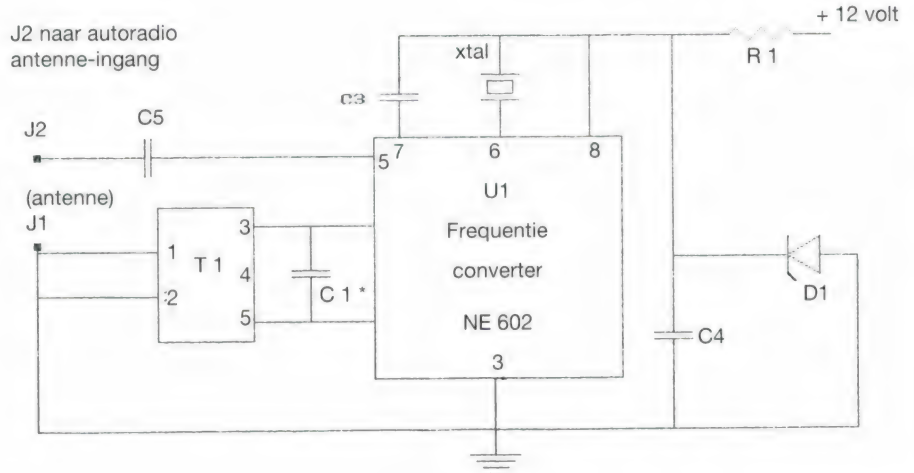 J2 naar autoradio
antenne-ingang
+ 12 volt
R 1
xtal
C3
C5
J2
5
7
6
8
(antenne)
J1
U1
Frequentie
converter
NE 602
3
T 1
1
2
3
4
5
C 1 *
D1
C4